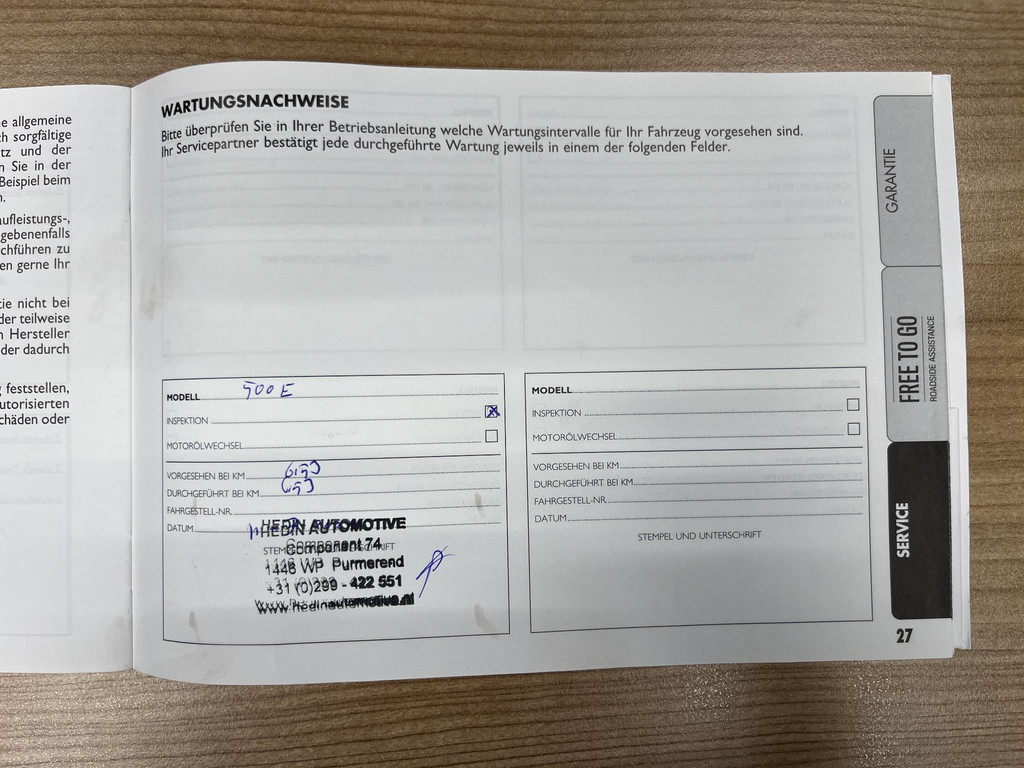 e allgemeine
h sorgfältige
tz und der
n Sie in der
Beispiel beim
n.
ufleistungs-,
gebenenfalls
chführen zu
en gerne Ihr
tie nicht bei
der teilweise
n Hersteller
der dadurch
feststellen,
utorisierten
chäden oder
WARTUNGSNACHWEISE
Bitte überprüfen Sie in Ihrer Betriebsanleitung welche Wartungsintervalle für Ihr Fahrzeug vorgesehen sind.
Ihr Servicepartner bestätigt jede durchgeführte Wartung jeweils in einem der folgenden Felder.
MODELL 500 E
INSPEKTION
MOTORÖLWECHSEL
VORGESEHEN BEI KM
DURCHGEFÜHRT BEI KM
FAHRGESTELL-NR.
DATUM
HEDIN AUTOMOTIVE
Component 74
1446 WP Purmerend
+31 (0)299 - 422 551
www.hedinautomotive.nl
MODELL
INSPEKTION
MOTORÖLWECHSEL
VORGESEHEN BEI KM
DURCHGEFÜHRT BEI KM
FAHRGESTELL-NR.
DATUM
STEMPEL UND UNTERSCHRIFT
GARANTIE
FREE TO GO
ROADSIDE ASSISTANCE
SERVICE
27